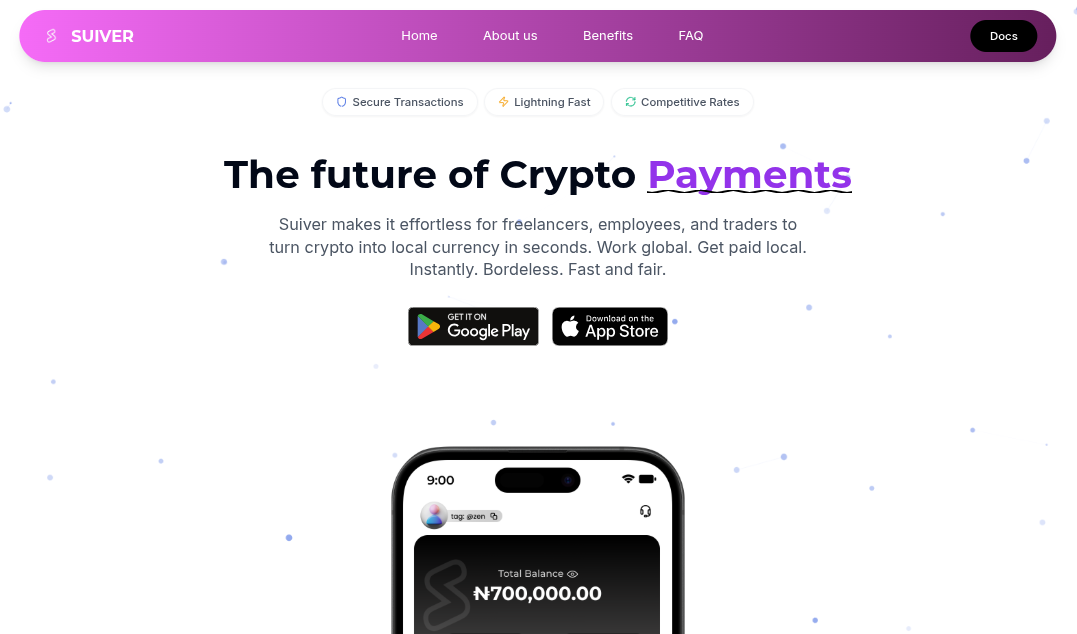 SUIVER
Home
About us
Benefits
FAQ
Docs
Secure Transactions
Lightning Fast
Competitive Rates
The future of Crypto Payments
Suiver makes it effortless for freelancers, employees, and traders to
turn crypto into local currency in seconds. Work global. Get paid local.
Instantly. Bordeless. Fast and fair.
GET IT ON
Google Play
Download on the
App Store
9:00
tag: @zen
Total Balance
₦700,000.00